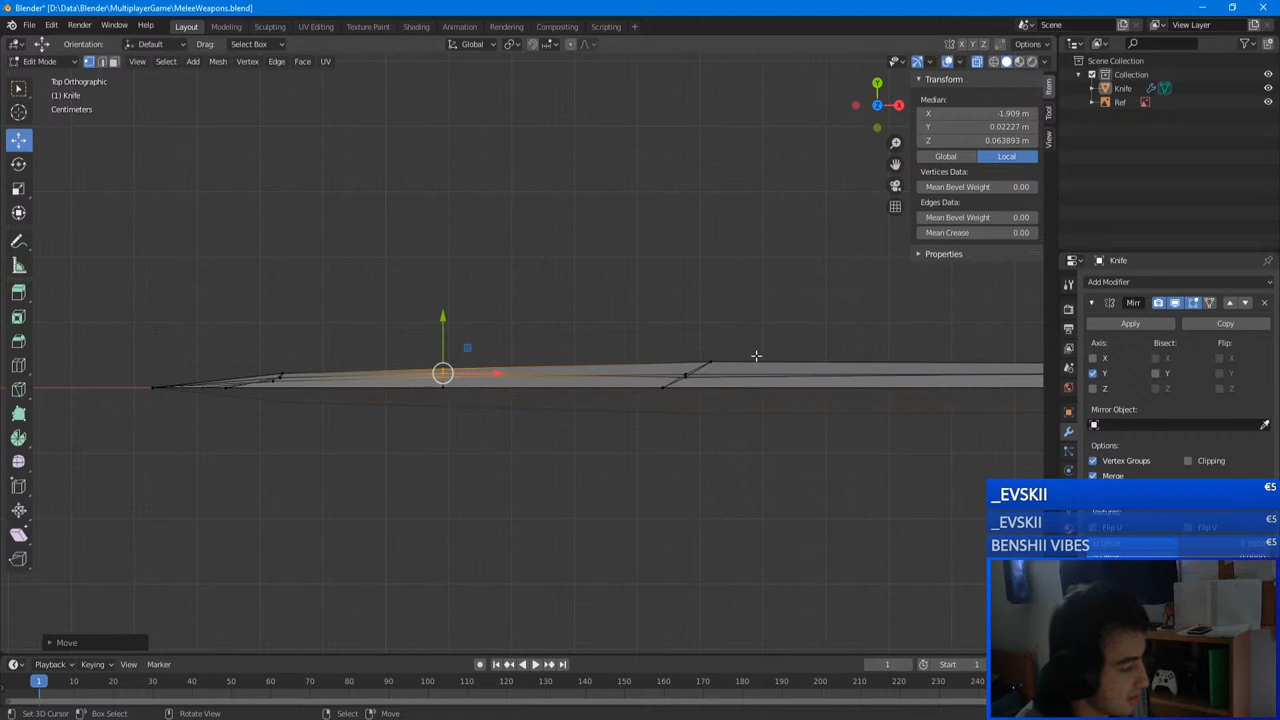 Blender* [D:\Data\Blender\MultiplayerGame\MeleeWeapons.blend]
File Edit Render Window Help Layout Modeling Sculpting UV Editing Texture Paint Shading Animation Rendering Compositing Scripting + Scene View Layer
Orientation: Default Drag: Select Box Global X Y Z Options
Edit Mode View Select Add Mesh Vertex Edge Face UV
Top Orthographic
(1) Knife
Centimeters
Y
Z
X
Transform
Median:
X -1.909 m
Y 0.02227 m
Z 0.063893 m
Global Local
Vertices Data:
Mean Bevel Weight 0.00
Edges Data:
Mean Bevel Weight 0.00
Mean Crease 0.00
Properties
Item
Tool
View
Scene Collection
Collection
Knife
Ref
Knife
Add Modifier
Mirr
Apply Copy
Axis: Bisect: Flip:
X X X
Y Y Y
Z Z Z
Mirror Object:
Options:
Vertex Groups Clipping
Merge
_EVSKII €5
_EVSKII €5
BENSHII VIBES €5
Flip U Flip V
Move
Playback Keying View Marker 1 Start 1
1 10 20 30 40 50 60 70 80 90 100 110 120 130 140 150 160 170 180 190 200 210 220 230 240
Set 3D Cursor Box Select Rotate View Select Move